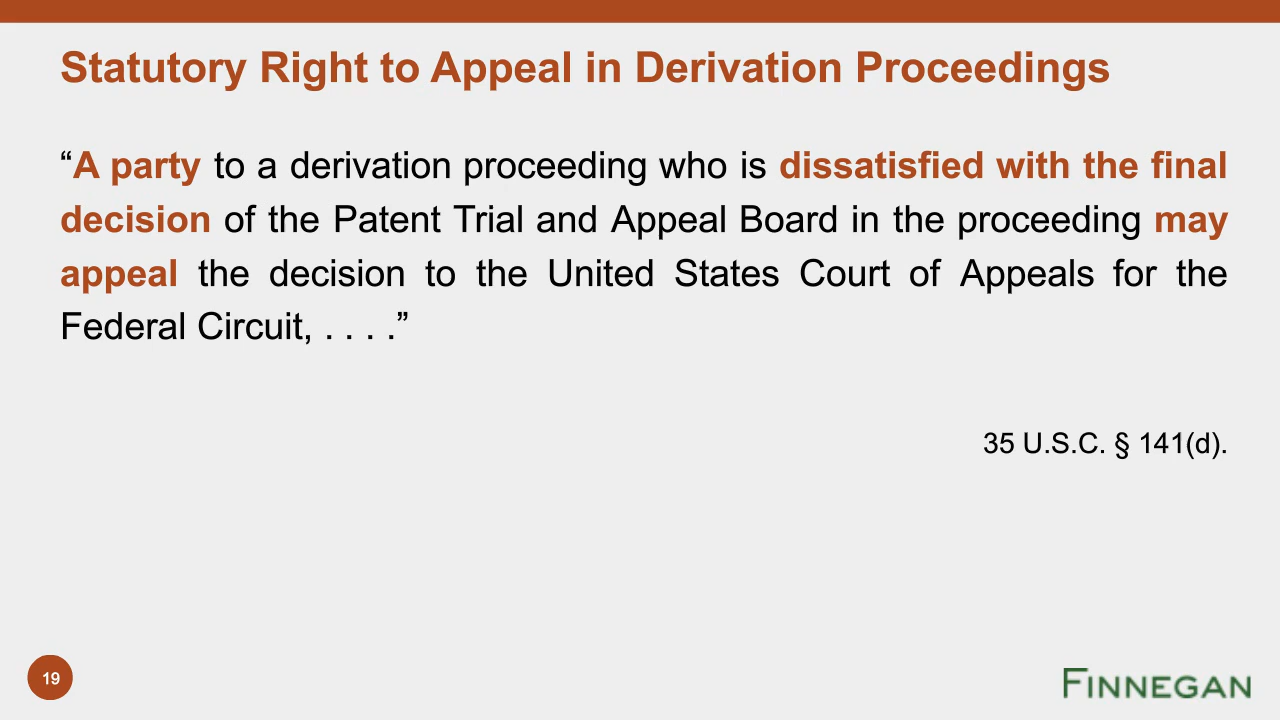 Statutory Right to Appeal in Derivation Proceedings
“A party to a derivation proceeding who is dissatisfied with the final
decision of the Patent Trial and Appeal Board in the proceeding may
appeal the decision to the United States Court of Appeals for the
Federal Circuit, . . . .”
35 U.S.C. § 141(d).
19
FINNEGAN